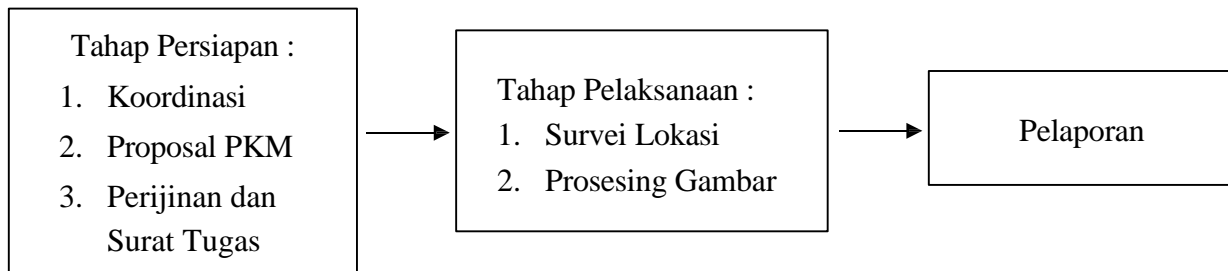 Tahap Persiapan :
1. Koordinasi
2. Proposal PKM
3. Perijinan dan
Surat Tugas
Tahap Pelaksanaan :
1. Survei Lokasi
2. Prosesing Gambar
Pelaporan